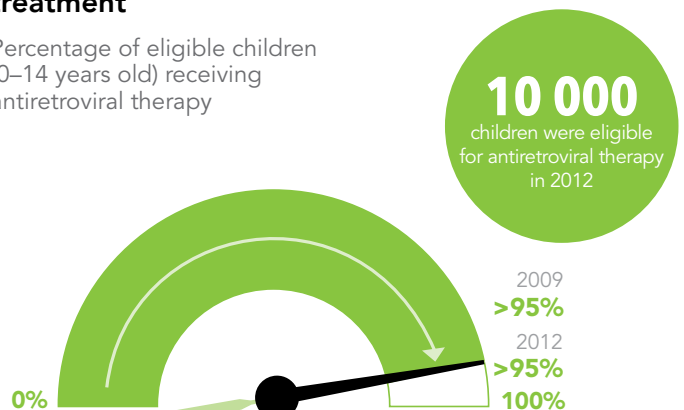 treatment
Percentage of eligible children
0–14 years old) receiving
antiretroviral therapy
10 000
children were eligible
for antiretroviral therapy
in 2012
2009
>95%
2012
>95%
0%
100%